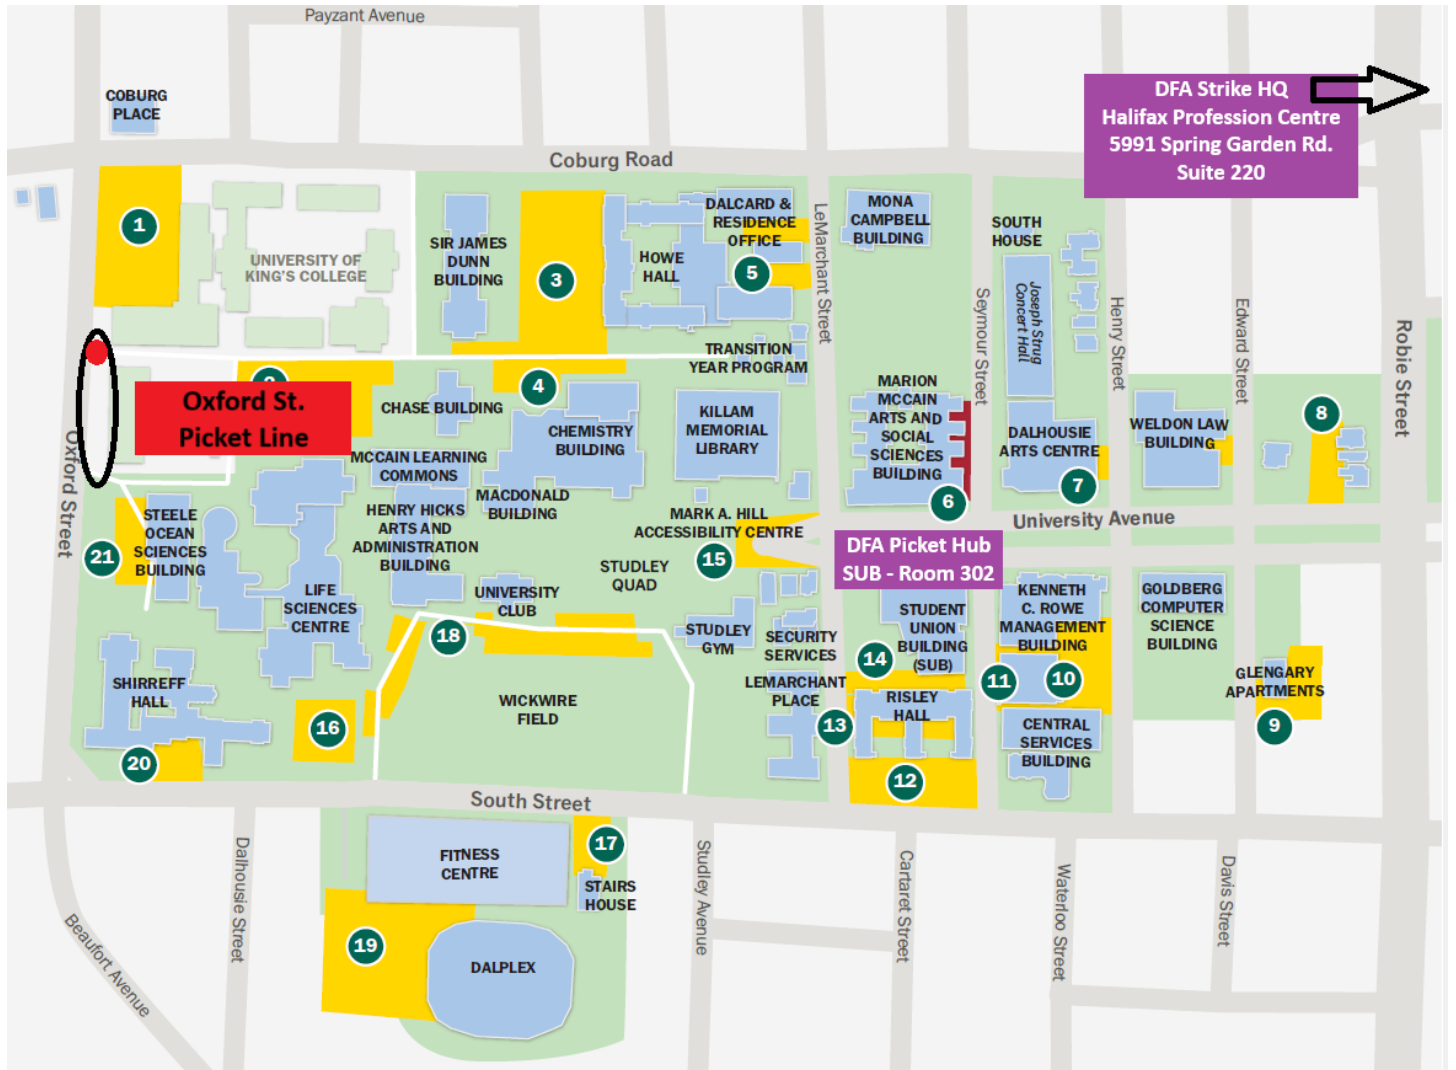 Payzant Avenue
COBURG
PLACE
DFA Strike HQ
Halifax Profession Centre
5991 Spring Garden Rd.
Suite 220
Coburg Road
1
UNIVERSITY OF
KING'S COLLEGE
SIR JAMES
DUNN
BUILDING
3
HOWE
HALL
DALCARD &
RESIDENCE
OFFICE
5
LeMarchant Street
MONA
CAMPBELL
BUILDING
SOUTH
HOUSE
Seymour Street
Joseph Strug
Concert Hall
Henry Street
Edward Street
Robie Street
TRANSITION
YEAR PROGRAM
2
Oxford St.
Picket Line
Oxford Street
CHASE BUILDING
4
CHEMISTRY
BUILDING
KILLAM
MEMORIAL
LIBRARY
MARION
MCCAIN
ARTS AND
SOCIAL
SCIENCES
BUILDING
6
DALHOUSIE
ARTS CENTRE
7
WELDON LAW
BUILDING
8
MCCAIN LEARNING
COMMONS
MACDONALD
BUILDING
HENRY HICKS
ARTS AND
ADMINISTRATION
BUILDING
MARK A. HILL
ACCESSIBILITY CENTRE
15
University Avenue
STEELE
OCEAN
SCIENCES
BUILDING
21
LIFE
SCIENCES
CENTRE
UNIVERSITY
CLUB
STUDLEY
QUAD
DFA Picket Hub
SUB - Room 302
STUDENT
UNION
BUILDING
(SUB)
KENNETH
C. ROWE
MANAGEMENT
BUILDING
GOLDBERG
COMPUTER
SCIENCE
BUILDING
18
STUDLEY
GYM
SECURITY
SERVICES
14
11
10
GLENGARY
APARTMENTS
9
SHIRREFF
HALL
20
16
WICKWIRE
FIELD
LEMARCHANT
PLACE
13
RISLEY
HALL
12
CENTRAL
SERVICES
BUILDING
South Street
FITNESS
CENTRE
17
STAIRS
HOUSE
19
DALPLEX
Beaufort Avenue
Dalhousie Street
Studley Avenue
Cartaret Street
Waterloo Street
Davis Street